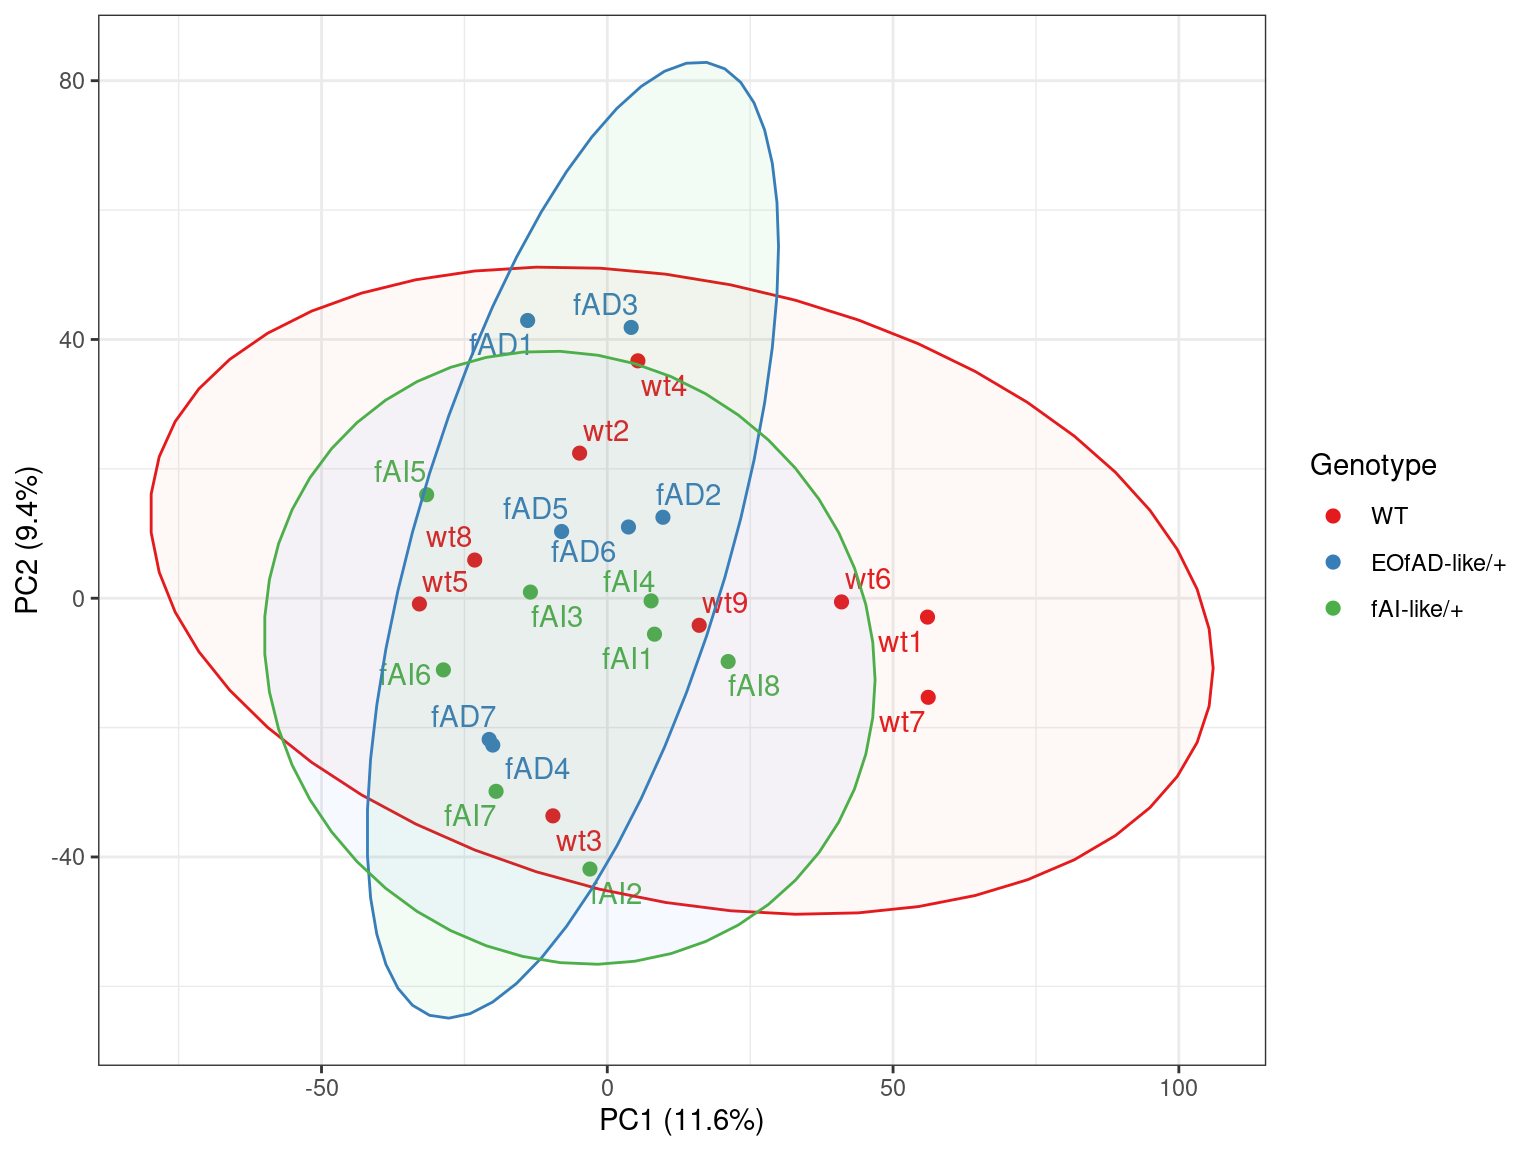 80
40
0
-40
PC2 (9.4%)
fAD3
fAD1
wt4
wt2
fAI5
fAD2
fAD5
wt8
fAD6
wt5
fAI4
wt6
wt9
fAI3
wt1
fAI1
fAI6
fAI8
fAD7
wt7
fAD4
fAI7
wt3
fAI2
-50
0
50
100
PC1 (11.6%)
Genotype
WT
EOfAD-like/+
fAI-like/+